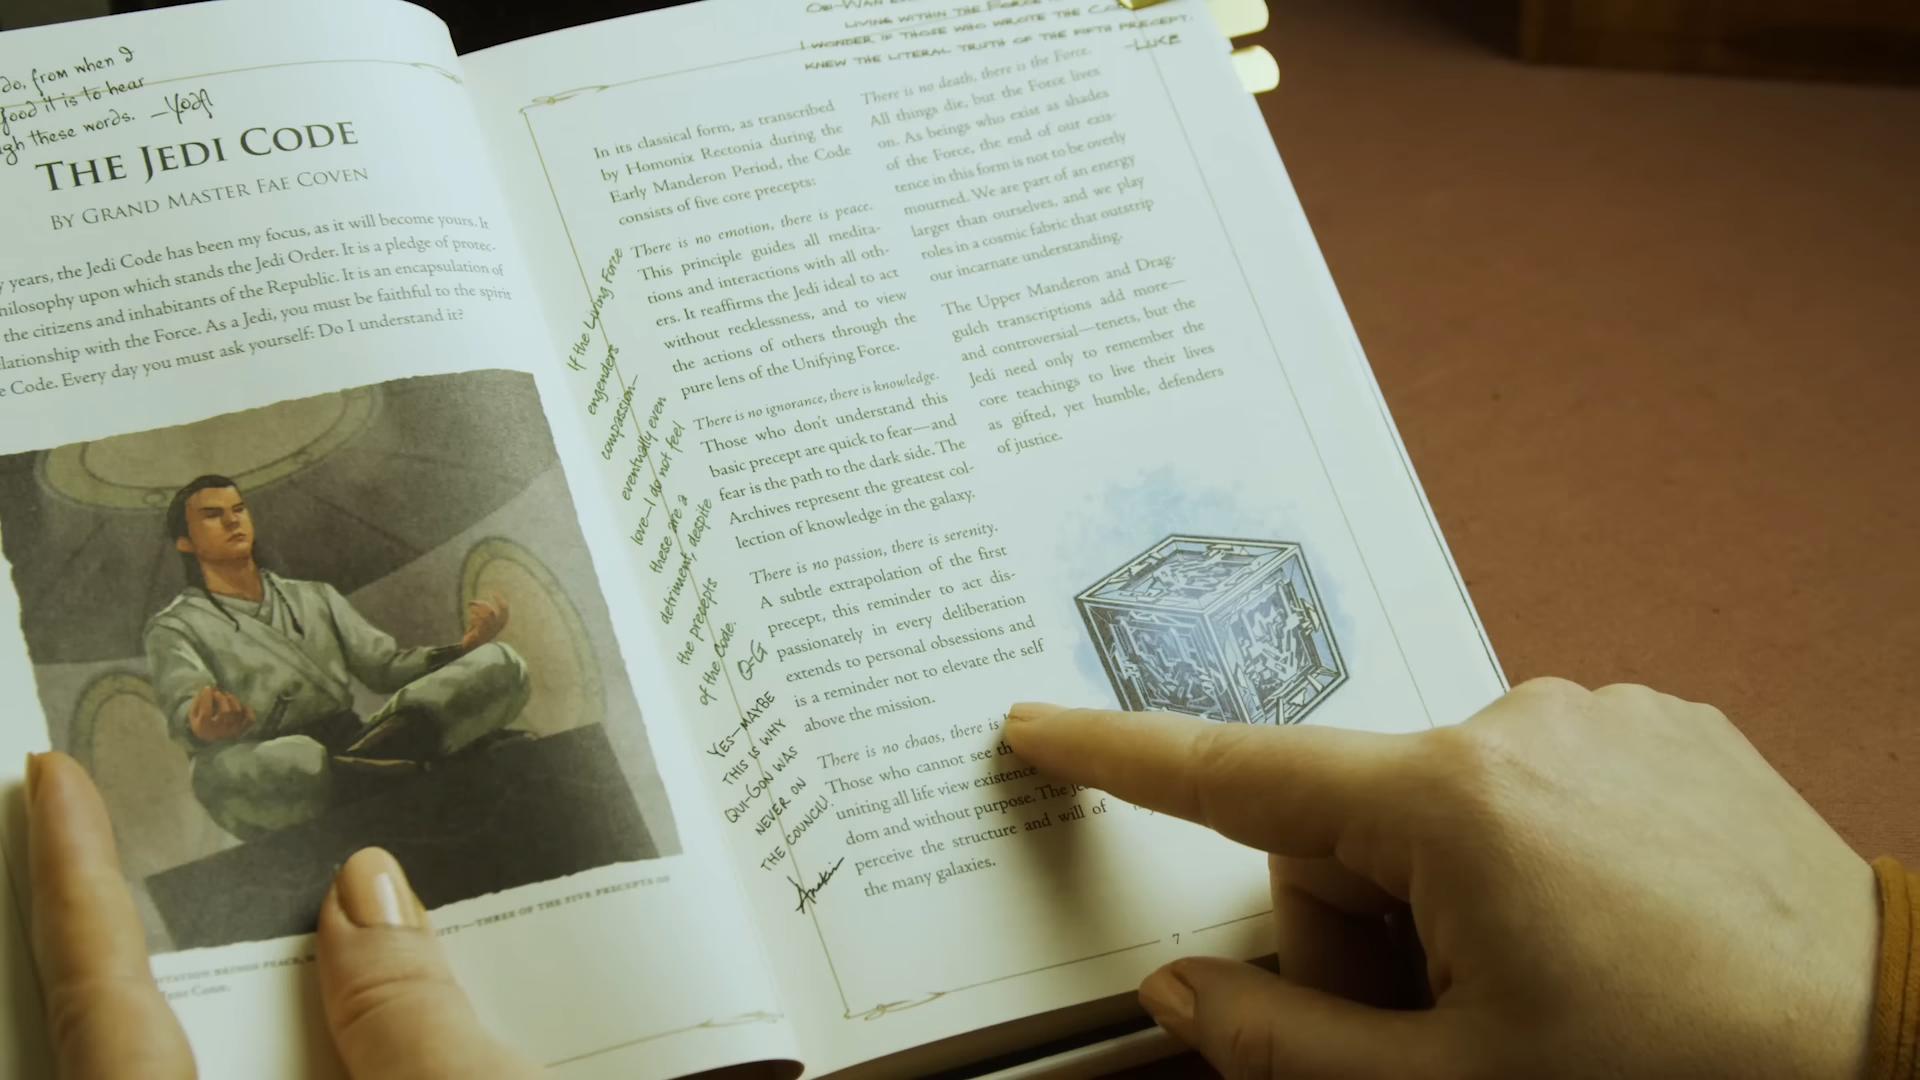 do, from when I
good it is to hear
these words. —Yoda
THE JEDI CODE
BY GRAND MASTER FAE COVEN
years, the Jedi Code has been my focus, as it will become yours. It
philosophy upon which stands the Jedi Order. It is a pledge of protec-
the citizens and inhabitants of the Republic. It is an encapsulation of
relationship with the Force. As a Jedi, you must be faithful to the spirit
Code. Every day you must ask yourself: Do I understand it?
—THREE OF THE FIVE PRECEPTS
LIVING WITHIN THE FORCE
I WONDER IF THOSE WHO WROTE THE
KNEW THE LITERAL TRUTH OF THE FIFTH PRECEPT.
—LUKE
In its classical form, as transcribed
by Homonix Rectonia during the
Early Manderon Period, the Code
consists of five core precepts:
There is no emotion, there is peace.
This principle guides all medita-
tions and interactions with all oth-
ers. It reaffirms the Jedi ideal to act
without recklessness, and to view
the actions of others through the
pure lens of the Unifying Force.
There is no ignorance, there is knowledge.
Those who don't understand this
basic precept are quick to fear—and
fear is the path to the dark side. The
Archives represent the greatest col-
lection of knowledge in the galaxy.
There is no passion, there is serenity.
A subtle extrapolation of the first
precept, this reminder to act dis-
passionately in every deliberation
extends to personal obsessions and
is a reminder not to elevate the self
above the mission.
There is no chaos, there is
Those who cannot see
uniting all life view existence
dom and without purpose. The
perceive the structure and will of
the many galaxies.
If the Living Force
engenders
compassion—
eventually even
love—I do not feel
these are a
detriment, despite
the precepts
of the Code.
Q-G
YES—MAYBE
THIS IS WHY
QUI-GON WAS
NEVER ON
THE COUNCIL!
Anakin
There is no death, there is the Force.
All things die, but the Force lives
on. As beings who exist as shades
of the Force, the end of our exis-
tence in this form is not to be overly
mourned. We are part of an energy
larger than ourselves, and we play
roles in a cosmic fabric that outstrip
our incarnate understanding.
The Upper Manderon and Drag-
gulch transcriptions add more—
and controversial—tenets, but the
Jedi need only to remember the
core teachings to live their lives
as gifted, yet humble, defenders
of justice.
7